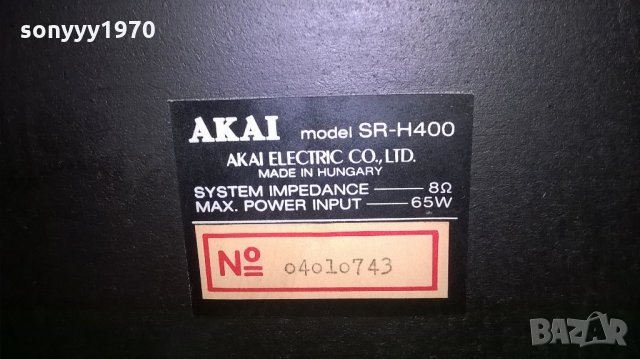 sonyyy1970
AKAI model SR-H400
AKAI ELECTRIC CO., LTD.
MADE IN HUNGARY
SYSTEM IMPEDANCE — 8Ω
MAX. POWER INPUT — 65W
№ 04010743
BAZAR